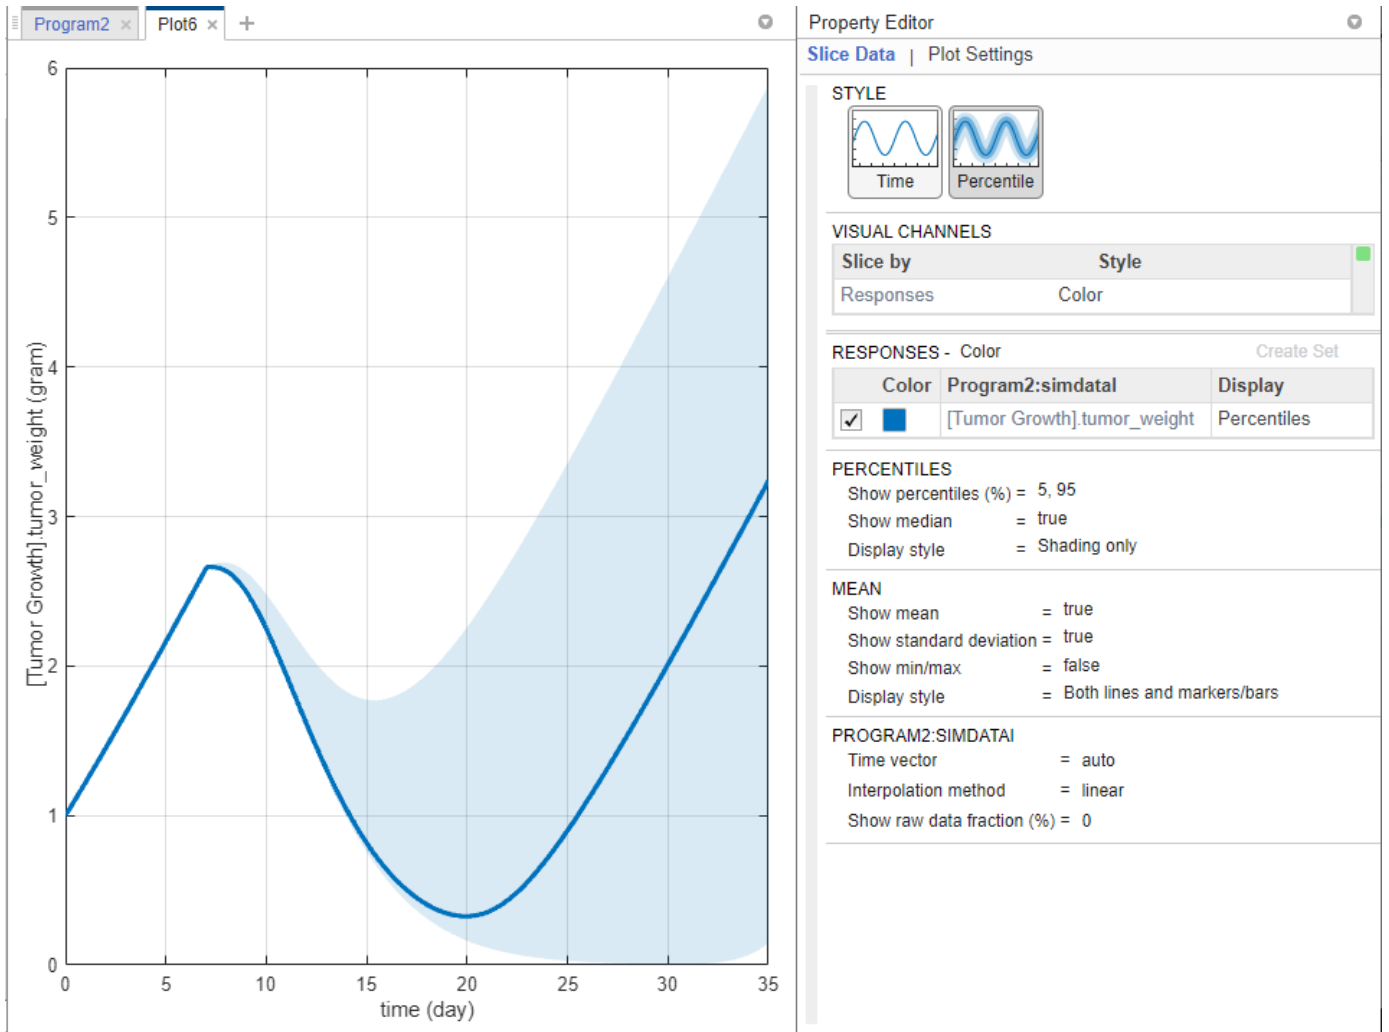 Program2
Plot6
Property Editor
Slice Data | Plot Settings
STYLE
Time
Percentile
VISUAL CHANNELS
Slice by Style
Responses Color
RESPONSES - Color Create Set
Color Program2:simdataI Display
[Tumor Growth].tumor_weight Percentiles
PERCENTILES
Show percentiles (%) = 5, 95
Show median = true
Display style = Shading only
MEAN
Show mean = true
Show standard deviation = true
Show min/max = false
Display style = Both lines and markers/bars
PROGRAM2:SIMDATAI
Time vector = auto
Interpolation method = linear
Show raw data fraction (%) = 0
[Tumor Growth].tumor_weight (gram)
6
5
4
3
2
1
0
0 5 10 15 20 25 30 35
time (day)